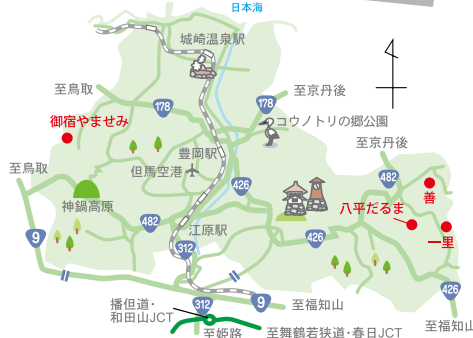 日本海
城崎温泉駅
至鳥取
178
178
至京丹後
コウノトリの郷公園
御宿やませみ
至京丹後
豊岡駅
至鳥取
但馬空港
426
482
善
神鍋高原
482
八平だるま
9
江原駅
312
426
一里
426
播但道・
和田山JCT
312
9
至福知山
至福知山
至姫路
至舞鶴若狭道・春日JCT